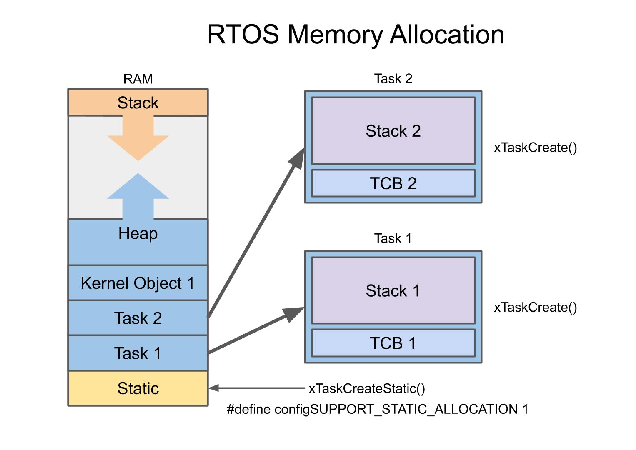 RTOS Memory Allocation
RAM
Stack
Heap
Kernel Object 1
Task 2
Task 1
Static
Task 2
Stack 2
TCB 2
xTaskCreate()
Task 1
Stack 1
TCB 1
xTaskCreate()
xTaskCreateStatic()
#define configSUPPORT_STATIC_ALLOCATION 1